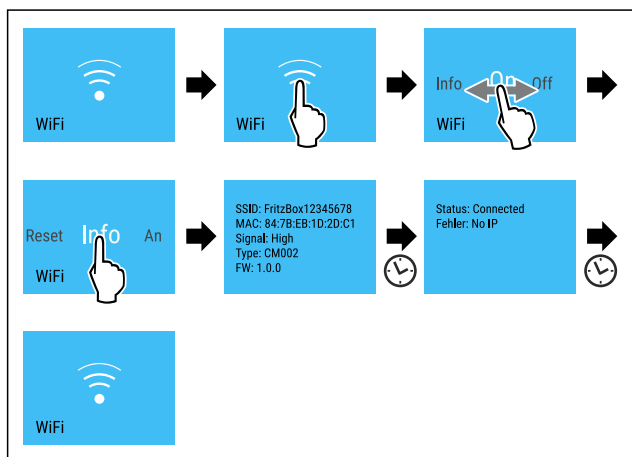 WiFi
WiFi
Info On Off
WiFi
Reset Info An
WiFi
SSID: FritzBox12345678
MAC: 84:7B:EB:1D:2D:C1
Signal: High
Type: CM002
FW: 1.0.0
Status: Connected
Fehler: No IP
WiFi